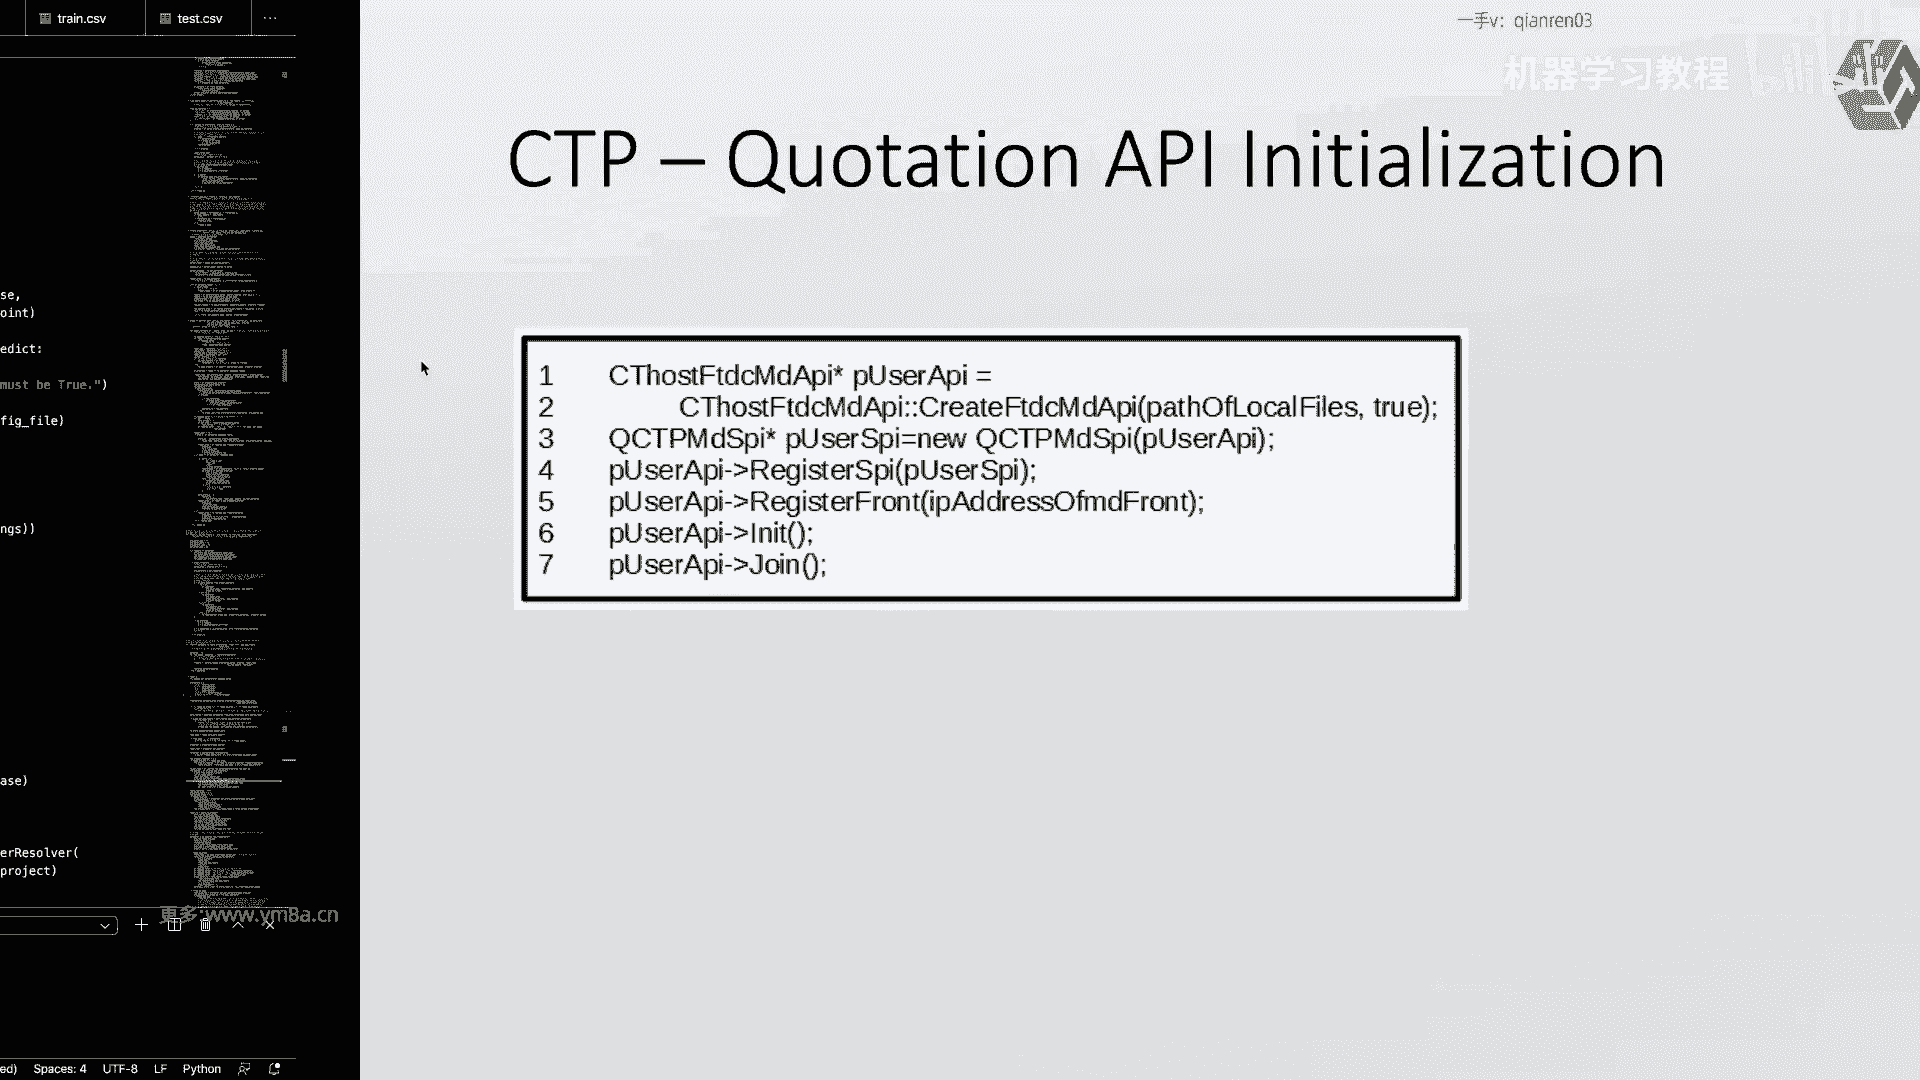 train.csv
test.csv
...
se,
oint)
edict:
must be True.")
fig_file)
ngs))
ase)
erResolver(
project)
更多:www.ym8a.cn
ed)
Spaces: 4
UTF-8
LF
Python
一手v: qianren03
机器学习教程
CTP – Quotation API Initialization
1 CThostFtdcMdApi* pUserApi =
2 CThostFtdcMdApi::CreateFtdcMdApi(pathOfLocalFiles, true);
3 QCTPMdSpi* pUserSpi=new QCTPMdSpi(pUserApi);
4 pUserApi->RegisterSpi(pUserSpi);
5 pUserApi->RegisterFront(ipAddressOfmdFront);
6 pUserApi->Init();
7 pUserApi->Join();